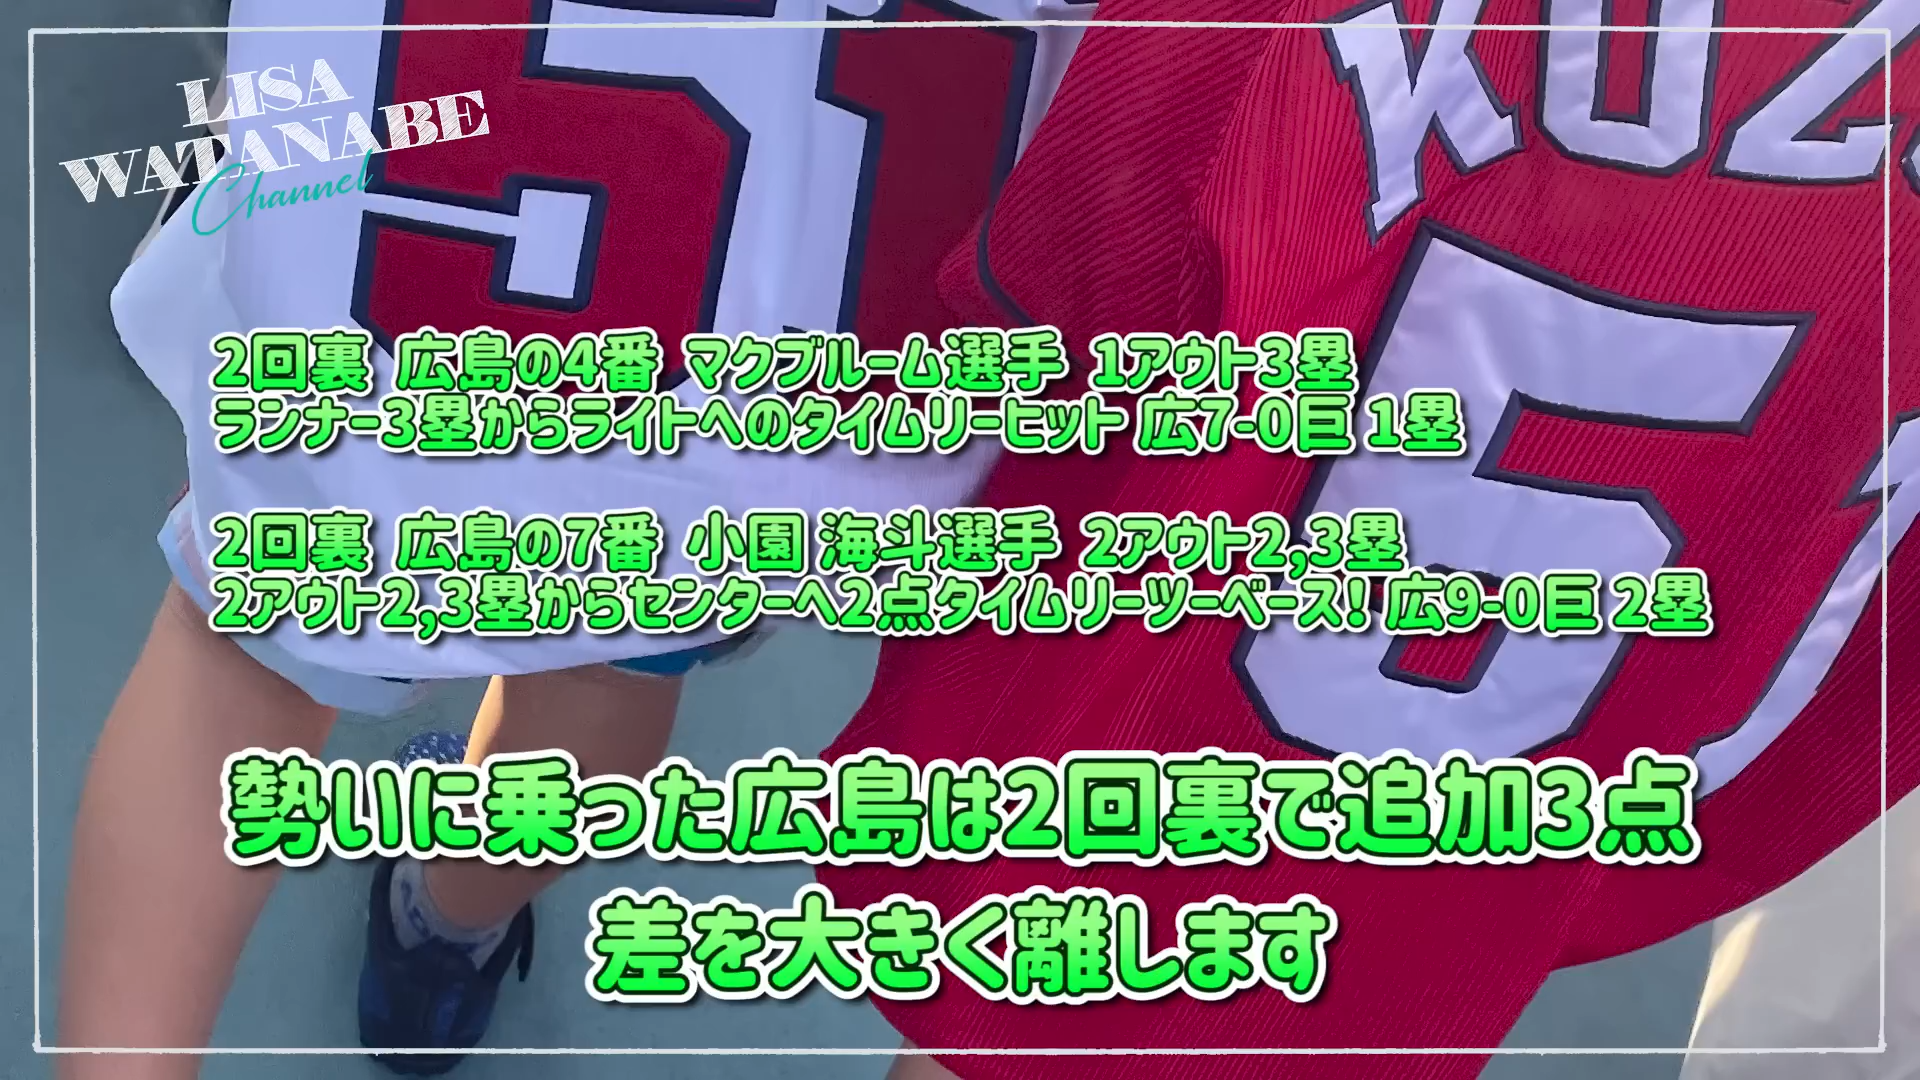 LISA
WATANABE
Channel
51
KOZ
61
2回裏 広島の4番 マクブルーム選手 1アウト3塁
ランナー3塁からライトへのタイムリーヒット 広7-0巨 1塁
2回裏 広島の7番 小園 海斗選手 2アウト2,3塁
2アウト2,3塁からセンターへ2点タイムリーツーベース! 広9-0巨 2塁
勢いに乗った広島は2回裏で追加3点
差を大きく離します